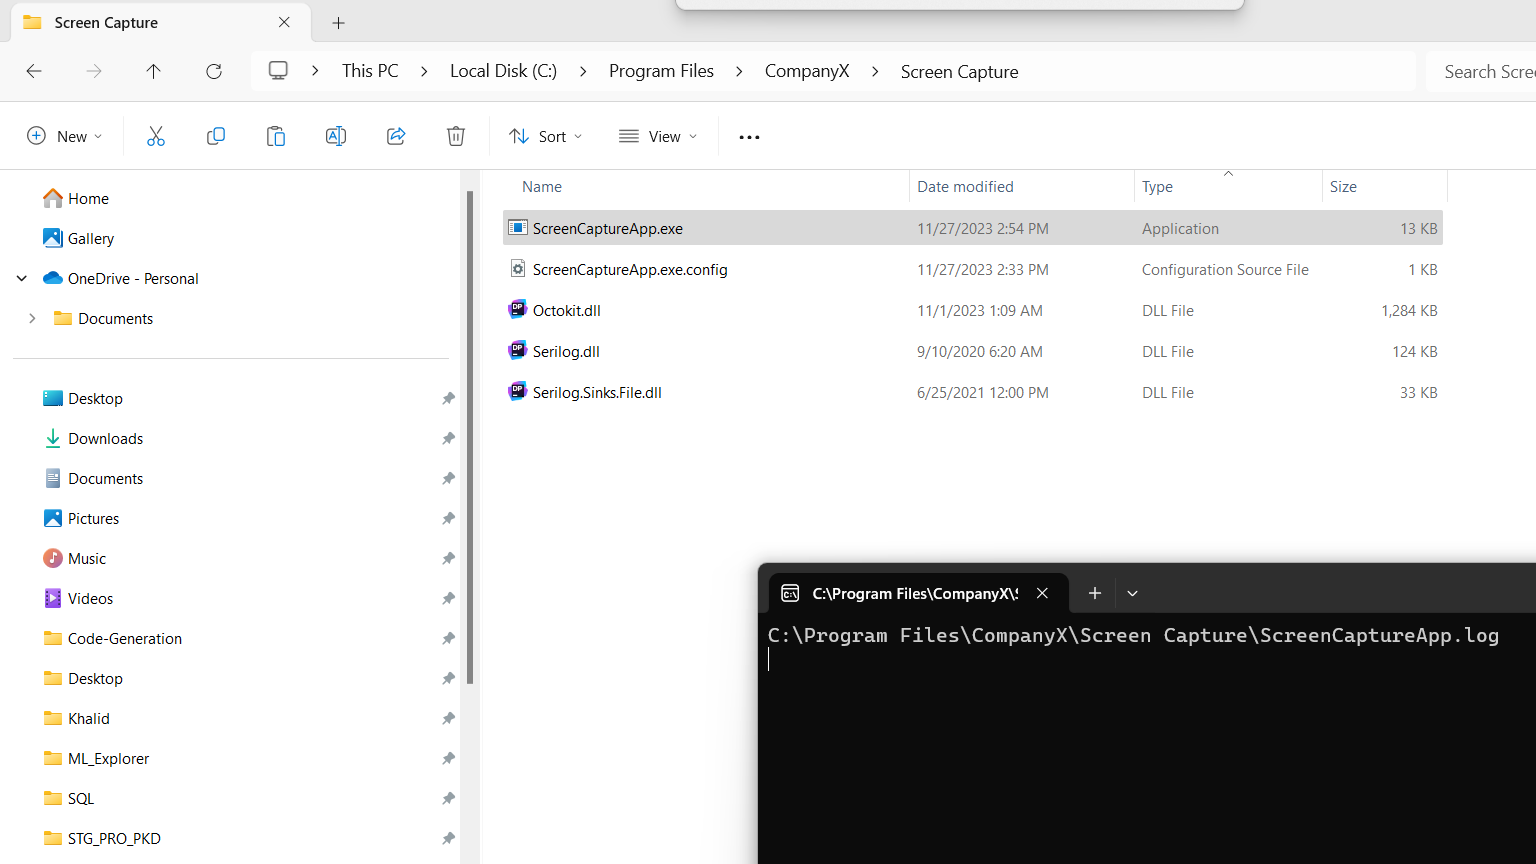 Screen Capture
This PC > Local Disk (C:) > Program Files > CompanyX > Screen Capture
Search Scree
New
Sort
View
Home
Gallery
OneDrive - Personal
Documents
Desktop
Downloads
Documents
Pictures
Music
Videos
Code-Generation
Desktop
Khalid
ML_Explorer
SQL
STG_PRO_PKD
Name Date modified Type Size
ScreenCaptureApp.exe 11/27/2023 2:54 PM Application 13 KB
ScreenCaptureApp.exe.config 11/27/2023 2:33 PM Configuration Source File 1 KB
Octokit.dll 11/1/2023 1:09 AM DLL File 1,284 KB
Serilog.dll 9/10/2020 6:20 AM DLL File 124 KB
Serilog.Sinks.File.dll 6/25/2021 12:00 PM DLL File 33 KB
C:\Program Files\CompanyX\S
C:\Program Files\CompanyX\Screen Capture\ScreenCaptureApp.log